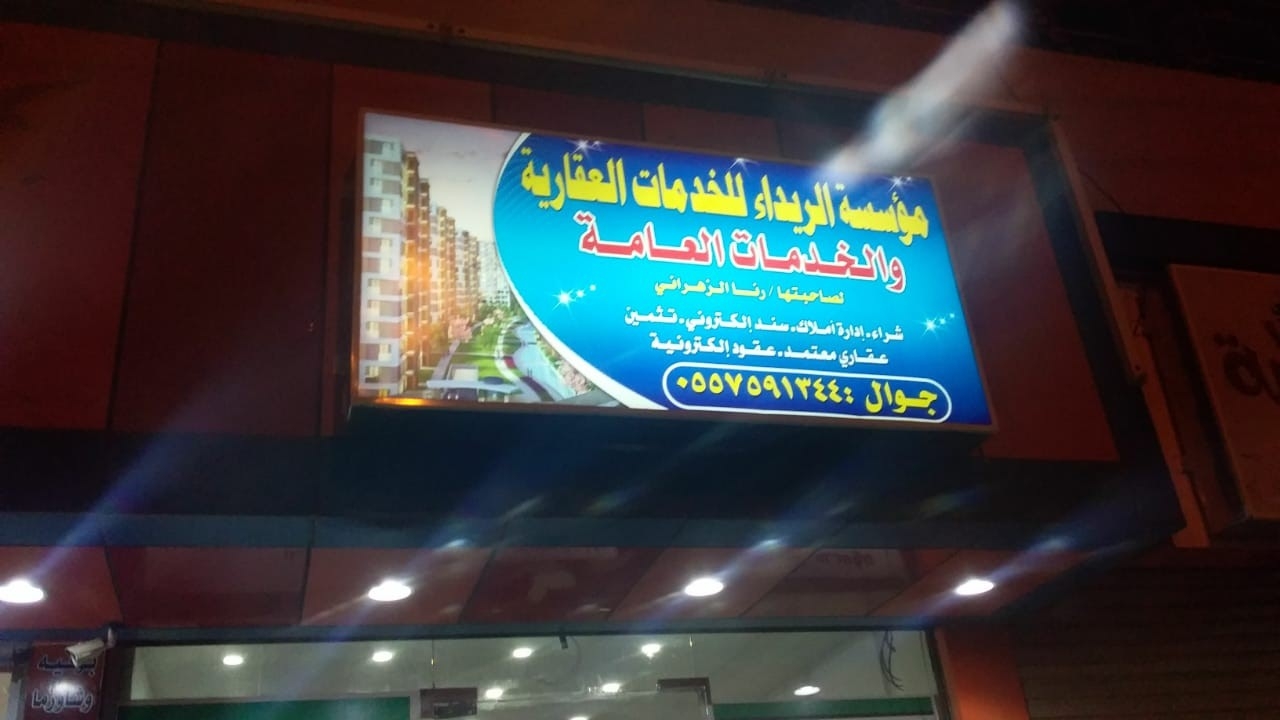 مؤسسة الريداء للخدمات العقارية
والخدمات العامة
لصاحبتها / رنا الزهراني
شراء . إدارة أملاك . سند إلكتروني . تثمين
عقاري معتمد . عقود إلكترونية
جوال : ٠٥٥٧٥٩١٣٤٤
وشاورما